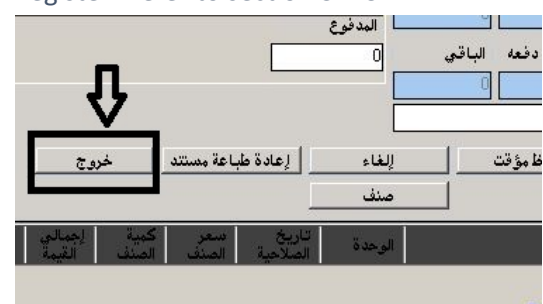 المدفوع
0
دفعه الباقي
0
ظ مؤقت إلغاء إعادة طباعة مستند خروج
صنف
الوحدة تاريخ الصلاحية سعر الصنف كمية الصنف إجمالي القيمة